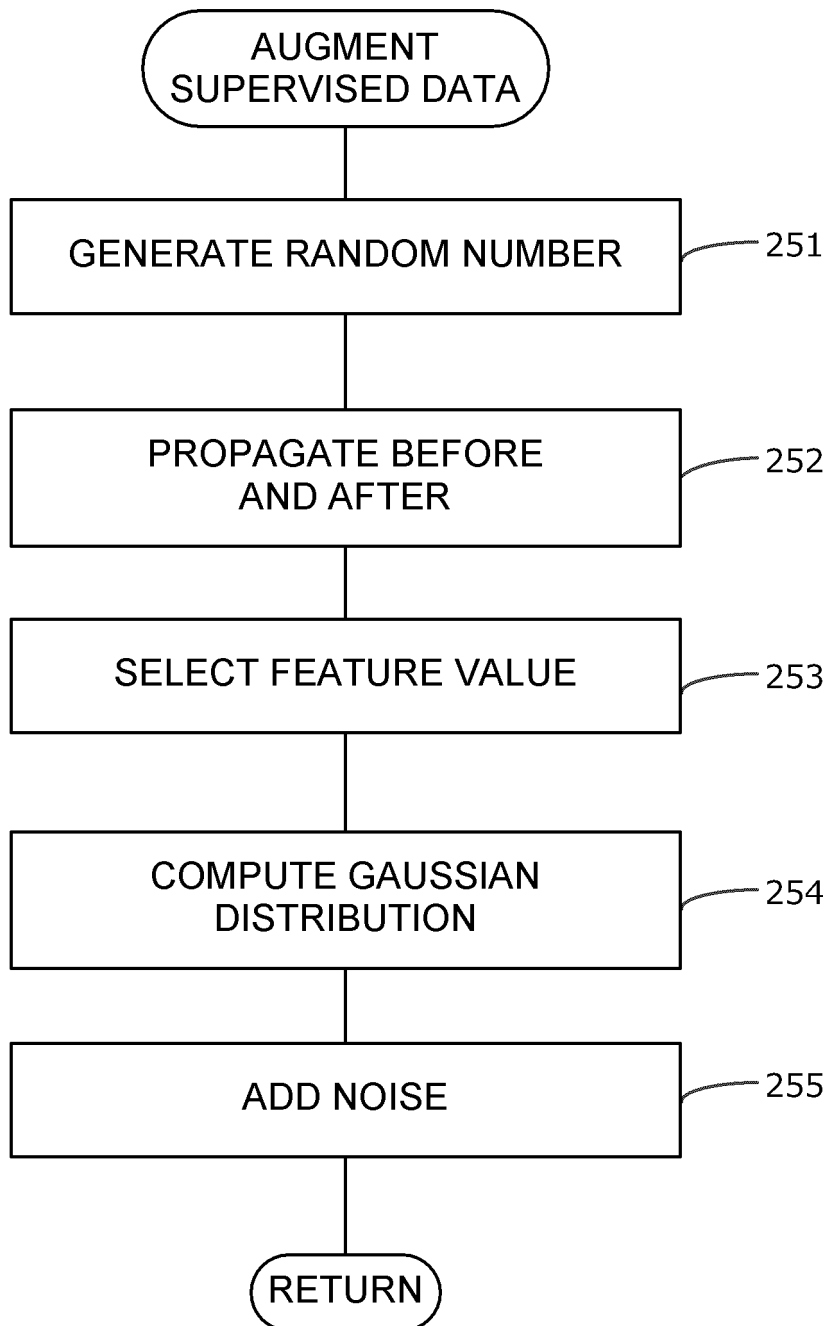 AUGMENT
SUPERVISED DATA
GENERATE RANDOM NUMBER
251
PROPAGATE BEFORE
AND AFTER
252
SELECT FEATURE VALUE
253
COMPUTE GAUSSIAN
DISTRIBUTION
254
ADD NOISE
255
RETURN